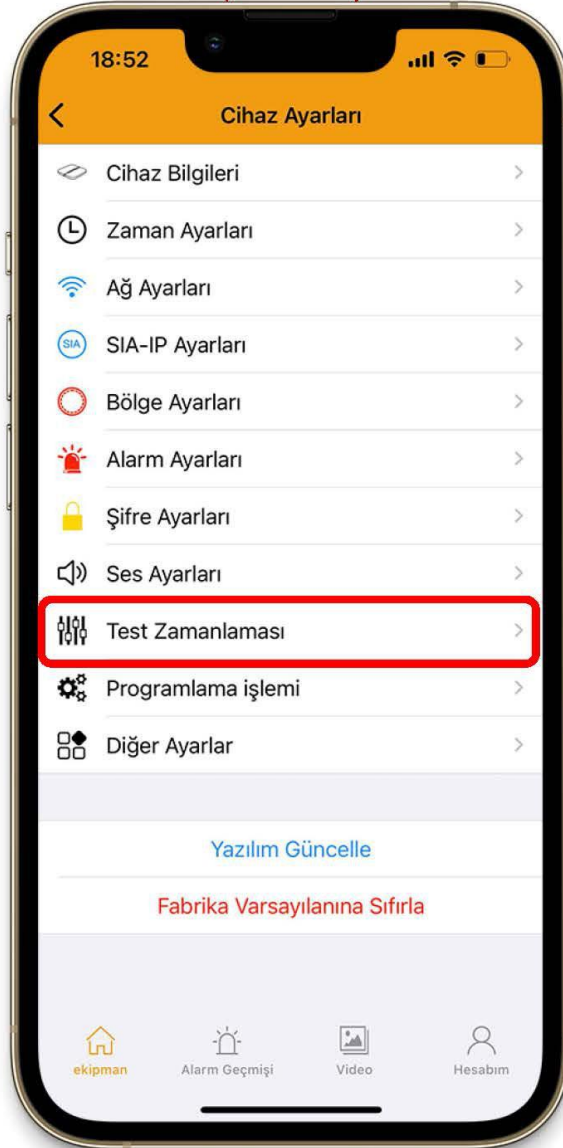 18:52
Cihaz Ayarları
Cihaz Bilgileri
Zaman Ayarları
Ağ Ayarları
SIA
SIA-IP Ayarları
Bölge Ayarları
Alarm Ayarları
Şifre Ayarları
Ses Ayarları
Test Zamanlaması
Programlama işlemi
Diğer Ayarlar
Yazılım Güncelle
Fabrika Varsayılanına Sıfırla
ekipman Alarm Geçmişi Video Hesabım